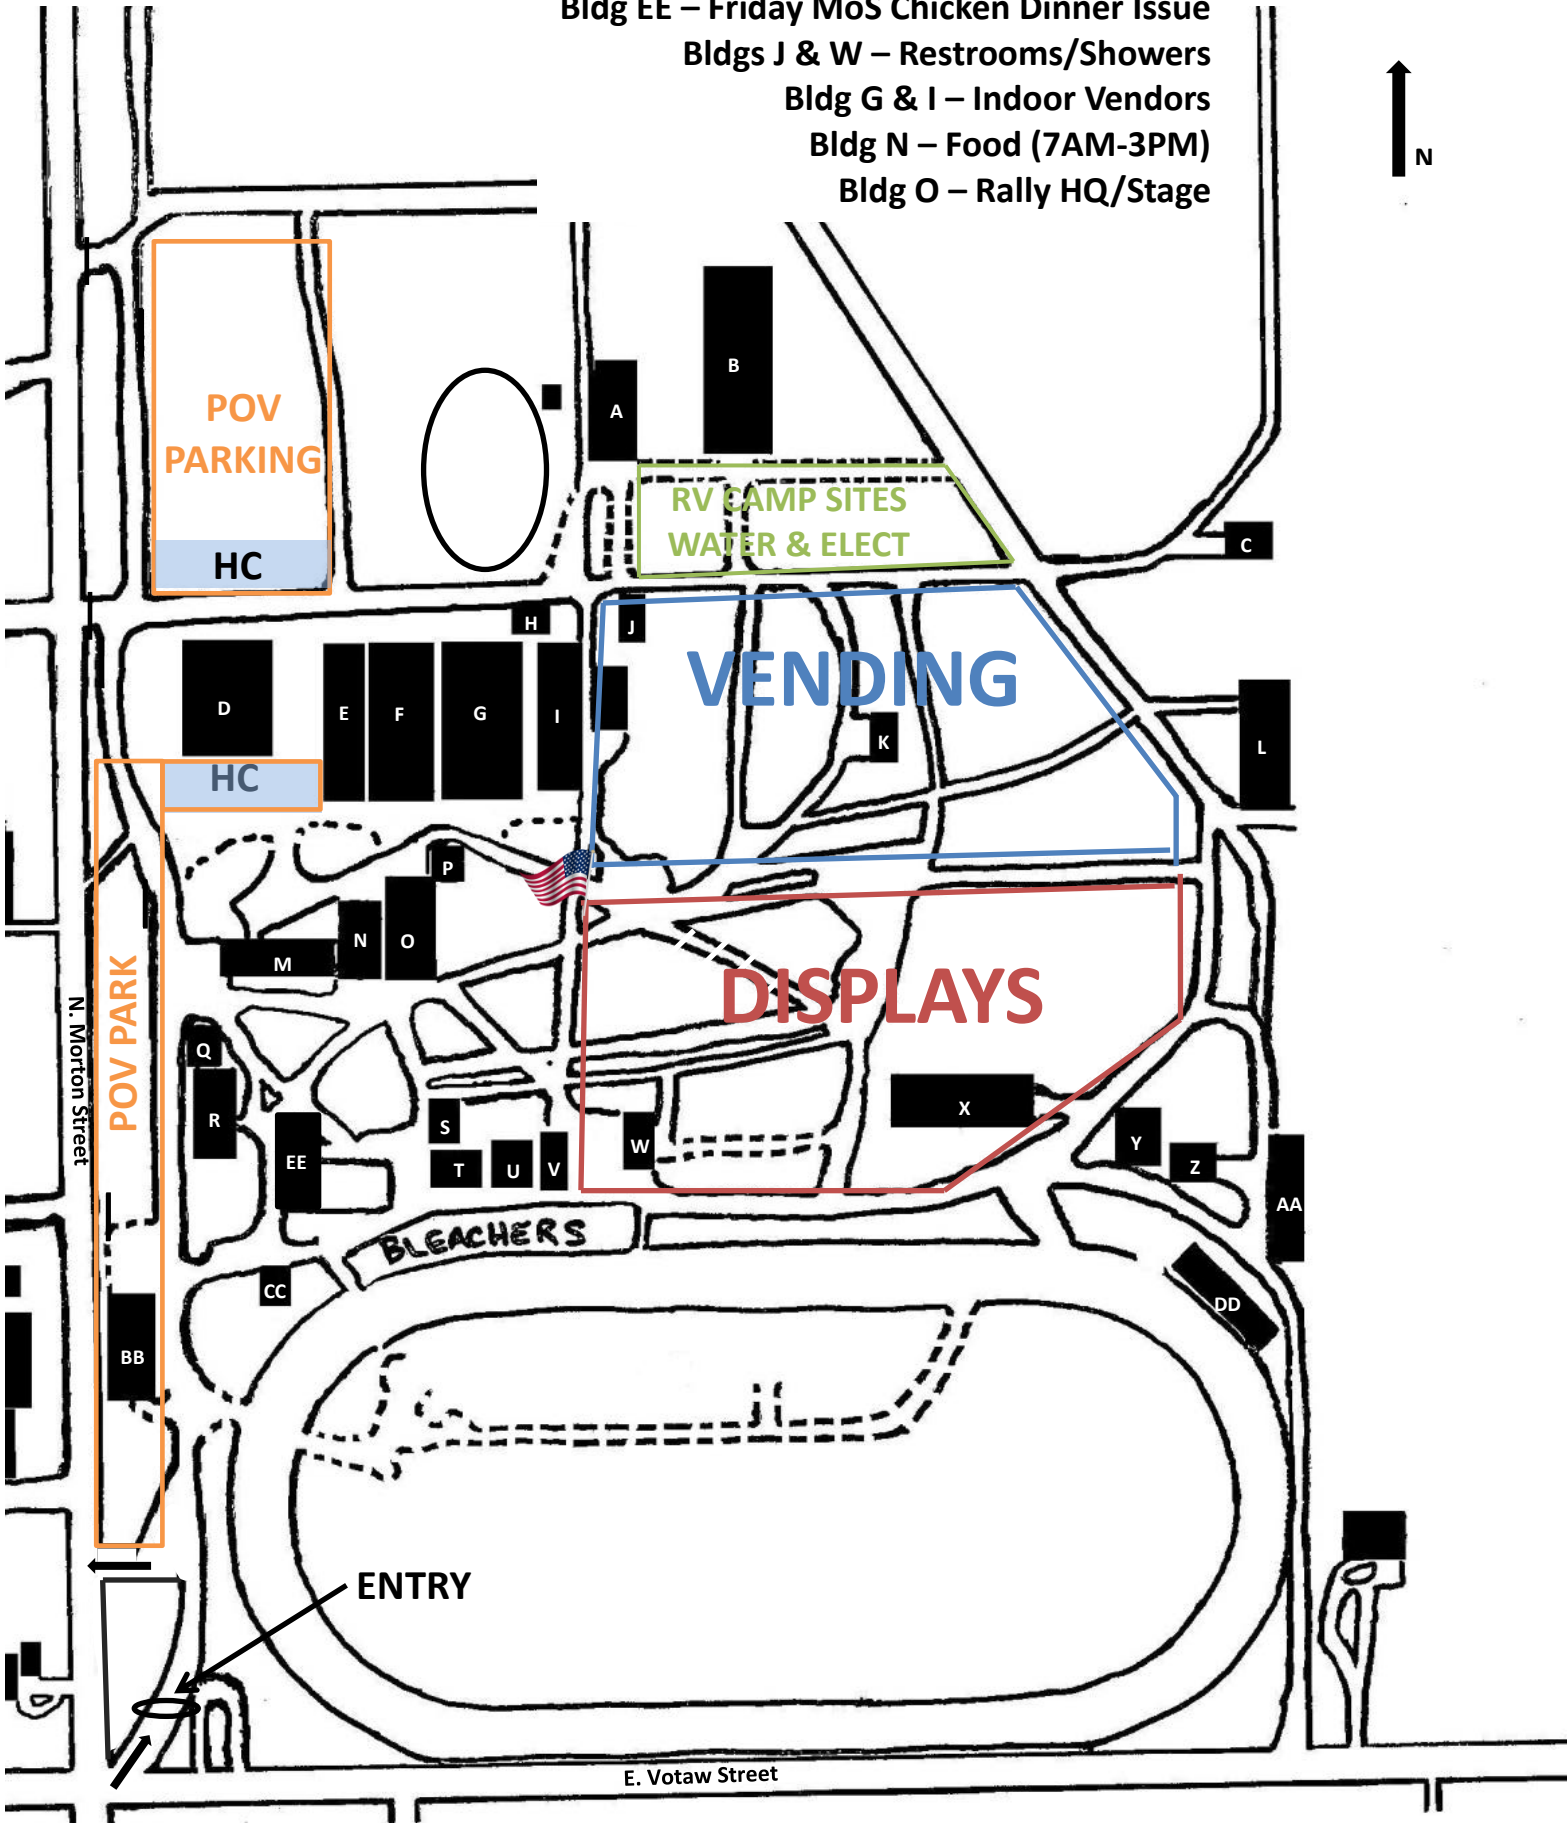 Bldg EE – Friday MoS Chicken Dinner Issue
Bldgs J & W – Restrooms/Showers
Bldg G & I – Indoor Vendors
Bldg N – Food (7AM-3PM)
Bldg O – Rally HQ/Stage
N
B
A
POV
PARKING
RV CAMP SITES
WATER & ELECT
C
HC
H
J
VENDING
D
E
F
G
I
K
L
HC
P
N
O
M
DISPLAYS
POV PARK
N. Morton Street
Q
R
X
S
W
Y
EE
T
U
V
Z
AA
BLEACHERS
CC
DD
BB
ENTRY
E. Votaw Street